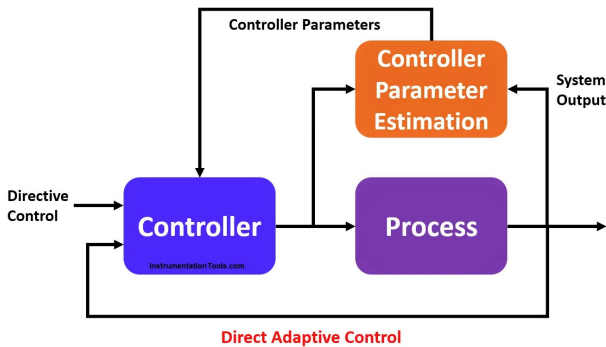 Controller Parameters
Controller
Parameter
Estimation
System
Output
Directive
Control
Controller
InstrumentationTools.com
Process
Direct Adaptive Control